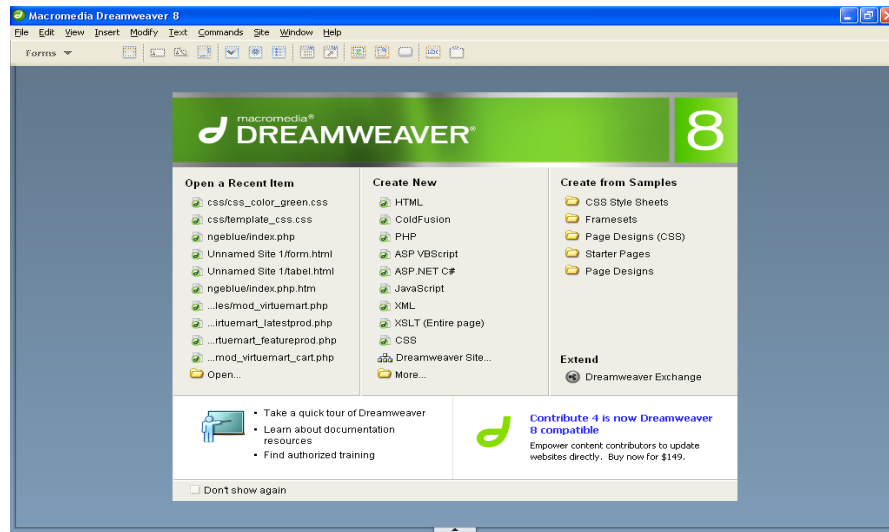 Macromedia Dreamweaver 8
File Edit View Insert Modify Text Commands Site Window Help
Forms
macromedia®
DREAMWEAVER®
8
Open a Recent Item
css/css_color_green.css
css/template_css.css
ngeblue/index.php
Unnamed Site 1/form.html
Unnamed Site 1/tabel.html
ngeblue/index.php.htm
...les/mod_virtuemart.php
...irtuemart_latestprod.php
...rtuemart_featureprod.php
...mod_virtuemart_cart.php
Open...
Create New
HTML
ColdFusion
PHP
ASP VBScript
ASP.NET C#
JavaScript
XML
XSLT (Entire page)
CSS
Dreamweaver Site...
More...
Create from Samples
CSS Style Sheets
Framesets
Page Designs (CSS)
Starter Pages
Page Designs
Extend
Dreamweaver Exchange
• Take a quick tour of Dreamweaver
• Learn about documentation
resources
• Find authorized training
Contribute 4 is now Dreamweaver
8 compatible
Empower content contributors to update
websites directly. Buy now for $149.
Don't show again